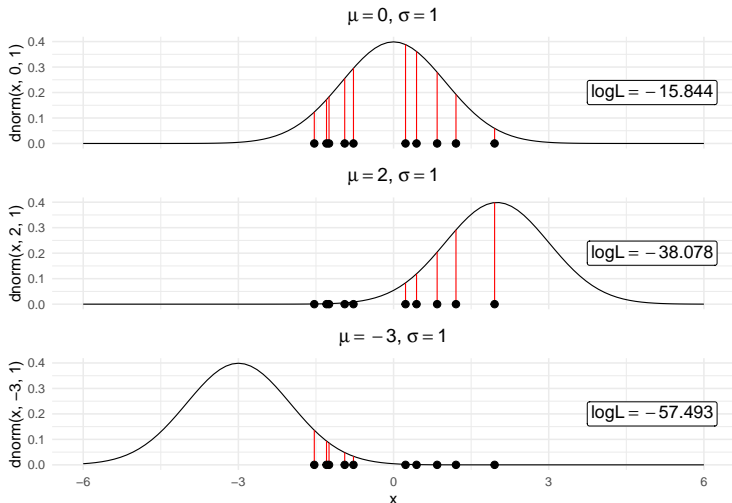 μ = 0, σ = 1
dnorm(x, 0, 1)
0.4
0.3
0.2
0.1
0.0
logL = −15.844
μ = 2, σ = 1
dnorm(x, 2, 1)
0.4
0.3
0.2
0.1
0.0
logL = −38.078
μ = −3, σ = 1
dnorm(x, −3, 1)
0.4
0.3
0.2
0.1
0.0
logL = −57.493
−6 −3 0 3 6
x